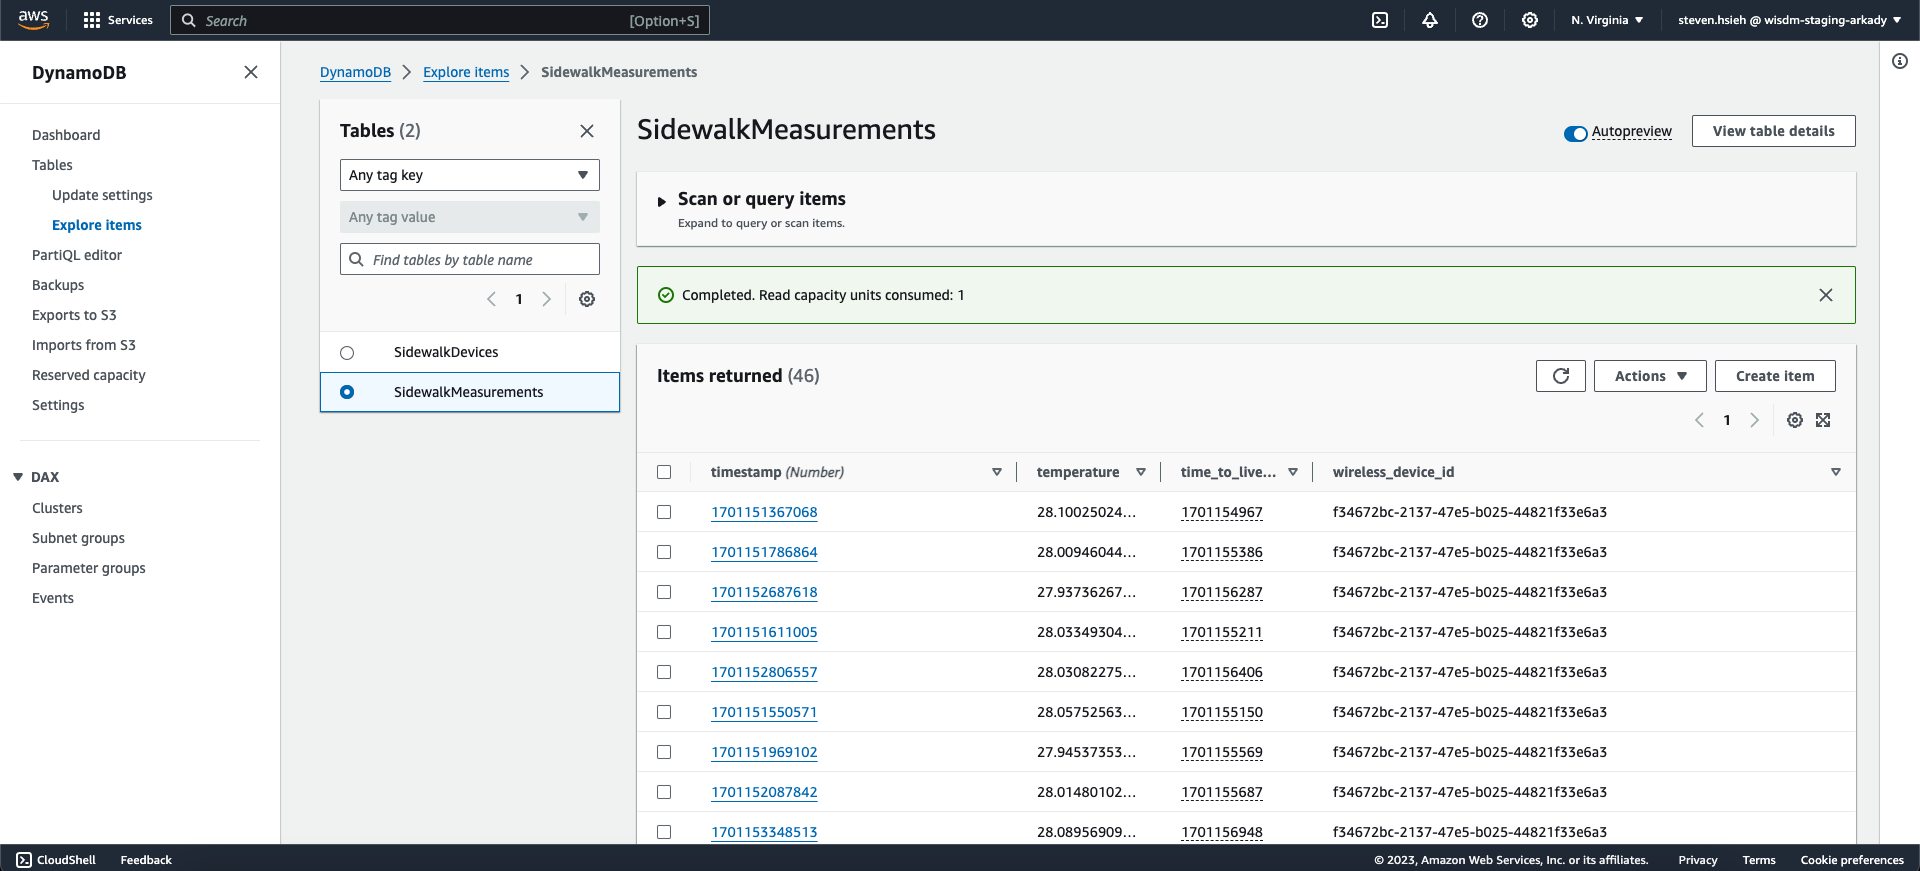 aws
Services
Search
[Option+S]
N. Virginia
steven.hsieh @ wisdm-staging-arkady
DynamoDB
Dashboard
Tables
Update settings
Explore items
PartiQL editor
Backups
Exports to S3
Imports from S3
Reserved capacity
Settings
DAX
Clusters
Subnet groups
Parameter groups
Events
DynamoDB
Explore items
SidewalkMeasurements
Tables (2)
Any tag key
Any tag value
Find tables by table name
1
SidewalkDevices
SidewalkMeasurements
SidewalkMeasurements
Autopreview
View table details
Scan or query items
Expand to query or scan items.
Completed. Read capacity units consumed: 1
Items returned (46)
Actions
Create item
1
timestamp (Number) temperature time_to_live... wireless_device_id
1701151367068 28.10025024... 1701154967 f34672bc-2137-47e5-b025-44821f33e6a3
1701151786864 28.00946044... 1701155386 f34672bc-2137-47e5-b025-44821f33e6a3
1701152687618 27.93736267... 1701156287 f34672bc-2137-47e5-b025-44821f33e6a3
1701151611005 28.03349304... 1701155211 f34672bc-2137-47e5-b025-44821f33e6a3
1701152806557 28.03082275... 1701156406 f34672bc-2137-47e5-b025-44821f33e6a3
1701151550571 28.05752563... 1701155150 f34672bc-2137-47e5-b025-44821f33e6a3
1701151969102 27.94537353... 1701155569 f34672bc-2137-47e5-b025-44821f33e6a3
1701152087842 28.01480102... 1701155687 f34672bc-2137-47e5-b025-44821f33e6a3
1701153348513 28.08956909... 1701156948 f34672bc-2137-47e5-b025-44821f33e6a3
CloudShell
Feedback
© 2023, Amazon Web Services, Inc. or its affiliates.
Privacy
Terms
Cookie preferences